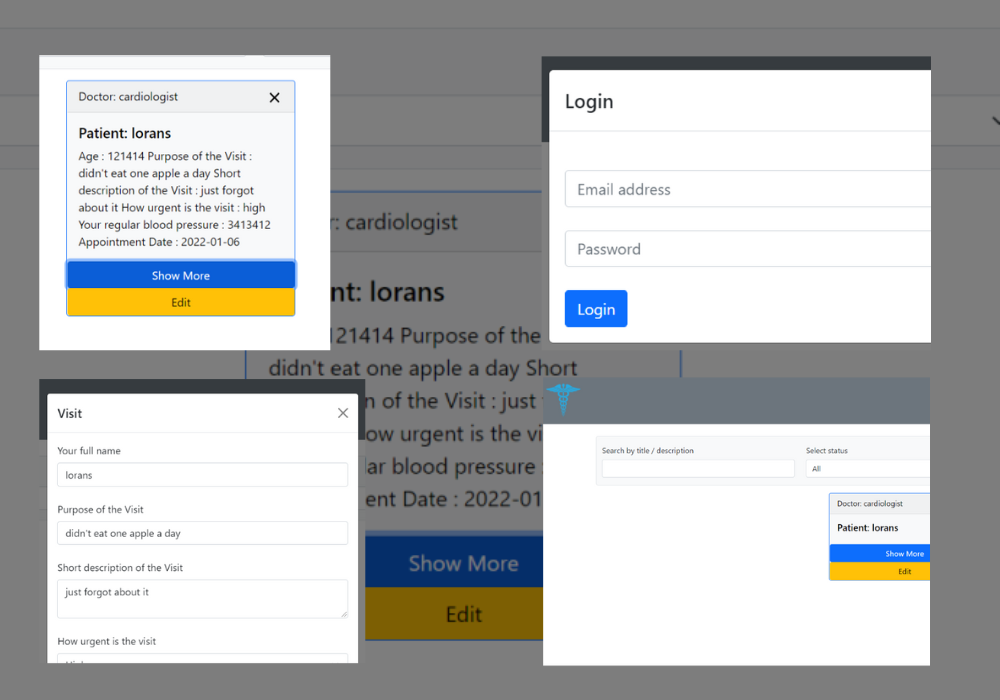 Doctor: cardiologist
Patient: lorans
Age : 121414 Purpose of the Visit :
didn't eat one apple a day Short
description of the Visit : just forgot
about it How urgent is the visit : high
Your regular blood pressure : 3413412
Appointment Date : 2022-01-06
Show More
Edit
Login
Email address
Password
Login
: cardiologist
nt: lorans
21414 Purpose of the
didn't eat one apple a day Short
n of the Visit : just
ow urgent is the vi
ar blood pressure :
ent Date : 2022-01
Show More
Edit
Visit
Your full name
lorans
Purpose of the Visit
didn't eat one apple a day
Short description of the Visit
just forgot about it
How urgent is the visit
Search by title / description
Select status
All
Doctor: cardiologist
Patient: lorans
Show More
Edit